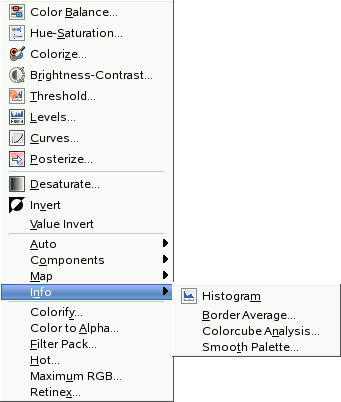 Color Balance...
Hue-Saturation...
Colorize...
Brightness-Contrast...
Threshold...
Levels...
Curves...
Posterize...
Desaturate...
Invert
Value Invert
Auto
Components
Map
Info
Histogram
Border Average...
Colorcube Analysis...
Smooth Palette...
Colorify...
Color to Alpha...
Filter Pack...
Hot...
Maximum RGB...
Retinex...